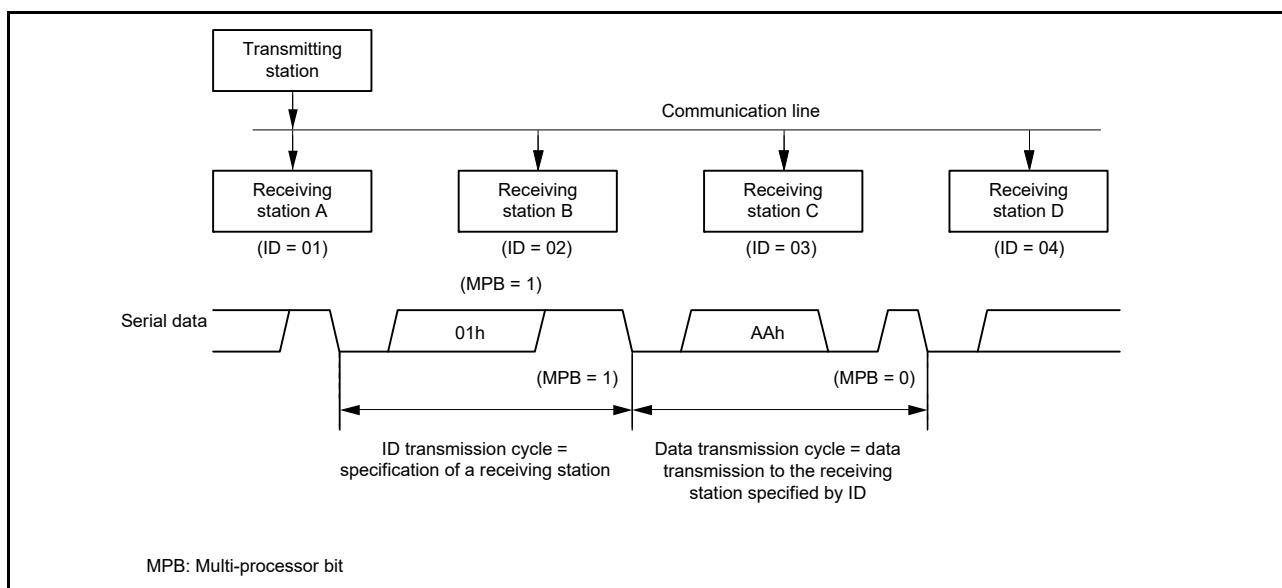 Transmitting
station
Communication line
Receiving
station A
Receiving
station B
Receiving
station C
Receiving
station D
(ID = 01)
(ID = 02)
(ID = 03)
(ID = 04)
(MPB = 1)
Serial data
01h
AAh
(MPB = 1)
(MPB = 0)
ID transmission cycle =
specification of a receiving station
Data transmission cycle = data
transmission to the receiving
station specified by ID
MPB: Multi-processor bit